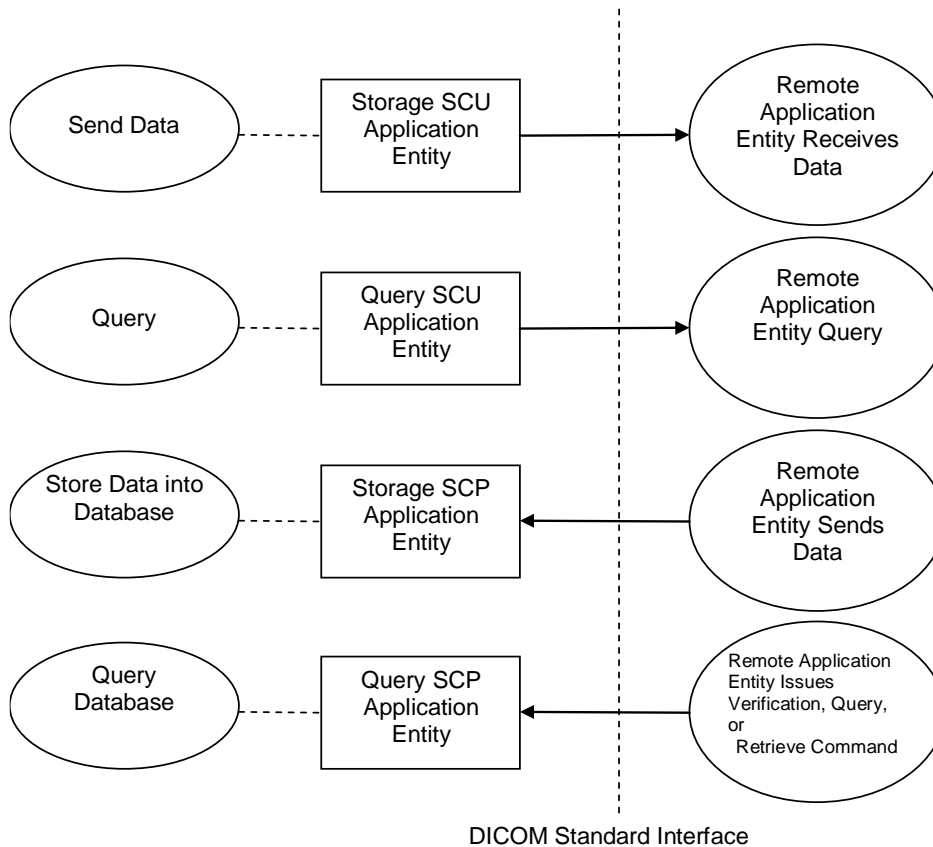 Send Data
Storage SCU
Application
Entity
Remote
Application
Entity Receives
Data
Query
Query SCU
Application
Entity
Remote
Application
Entity Query
Store Data into
Database
Storage SCP
Application
Entity
Remote
Application
Entity Sends
Data
Query
Database
Query SCP
Application
Entity
Remote Application
Entity Issues
Verification, Query,
or
Retrieve Command
DICOM Standard Interface